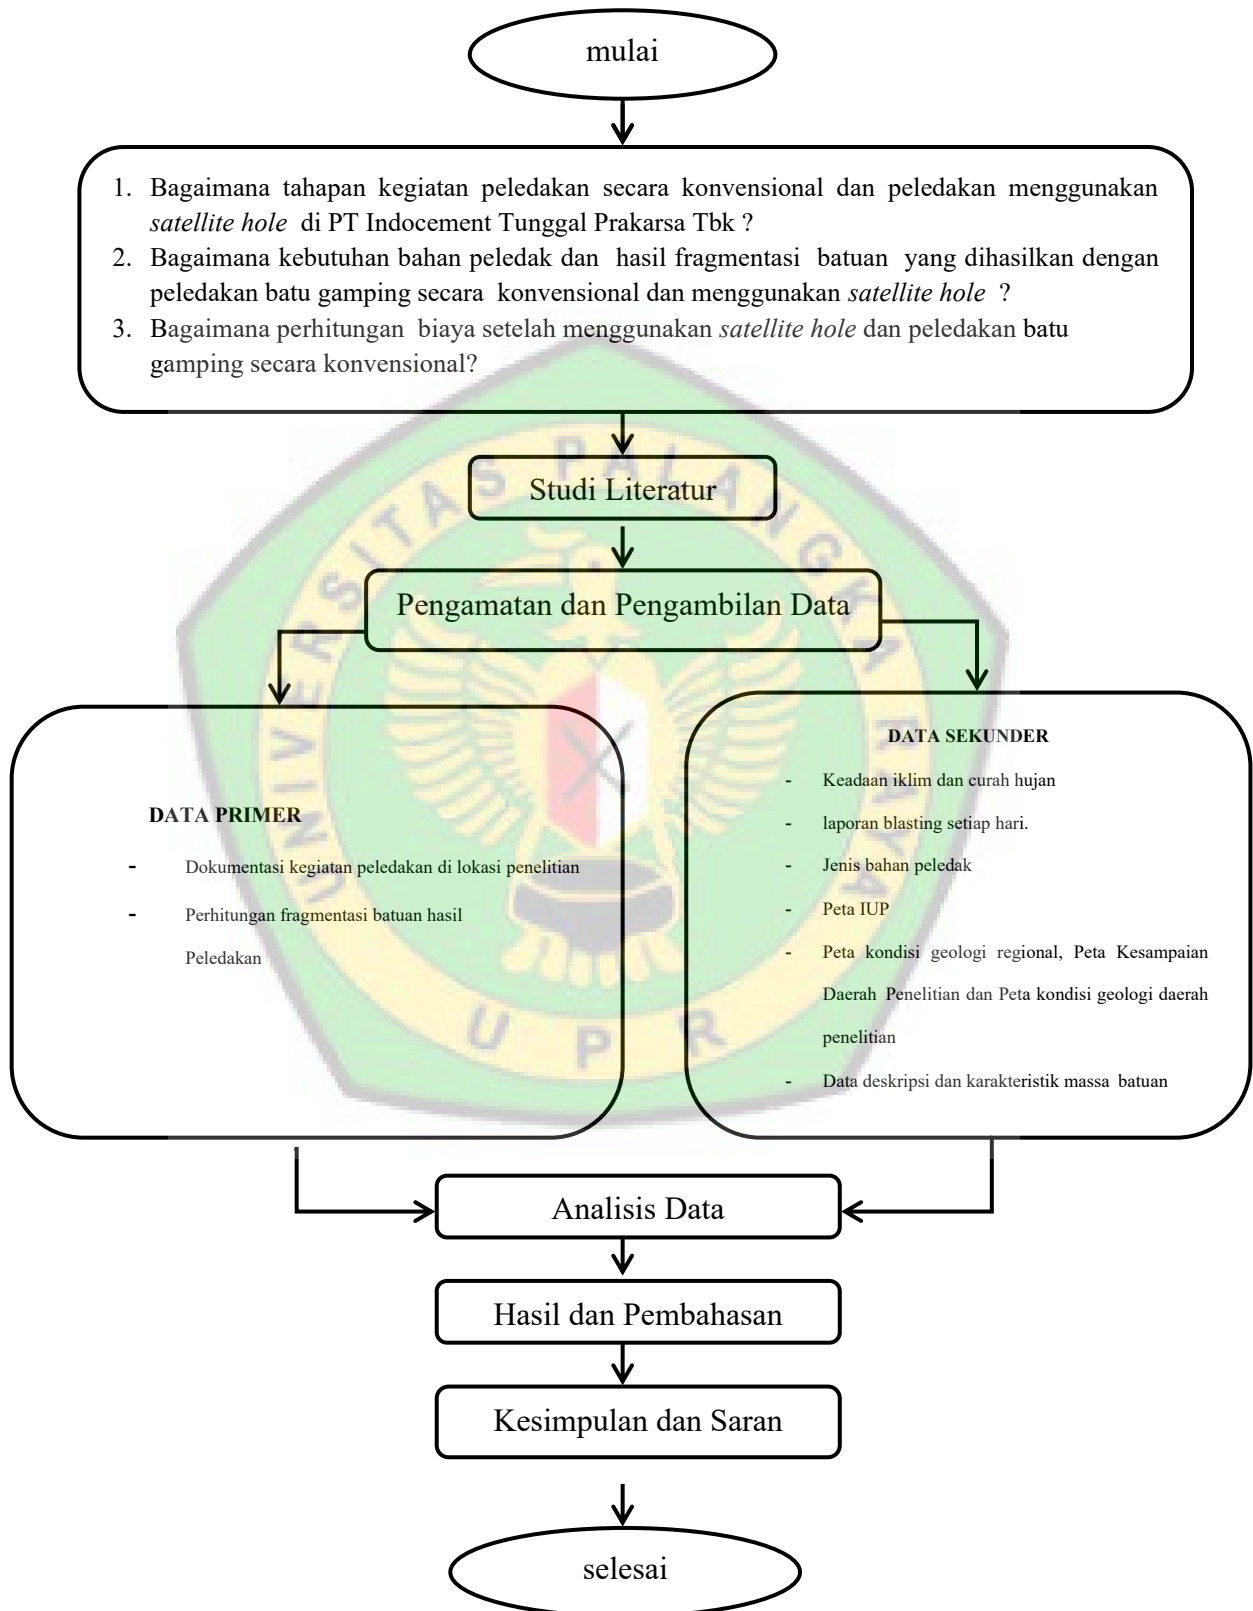 mulai
1. Bagaimana tahapan kegiatan peledakan secara konvensional dan peledakan menggunakan
satellite hole di PT Indocement Tunggal Prakarsa Tbk ?
2. Bagaimana kebutuhan bahan peledak dan hasil fragmentasi batuan yang dihasilkan dengan
peledakan batu gamping secara konvensional dan menggunakan satellite hole ?
3. Bagaimana perhitungan biaya setelah menggunakan satellite hole dan peledakan batu
gamping secara konvensional?
Studi Literatur
Pengamatan dan Pengambilan Data
DATA PRIMER
- Dokumentasi kegiatan peledakan di lokasi penelitian
- Perhitungan fragmentasi batuan hasil
Peledakan
DATA SEKUNDER
- Keadaan iklim dan curah hujan
- laporan blasting setiap hari.
- Jenis bahan peledak
- Peta IUP
- Peta kondisi geologi regional, Peta Kesampaian
Daerah Penelitian dan Peta kondisi geologi daerah
penelitian
- Data deskripsi dan karakteristik massa batuan
Analisis Data
Hasil dan Pembahasan
Kesimpulan dan Saran
selesai
UNIVERSITAS PALANGKA RAYA
UPR